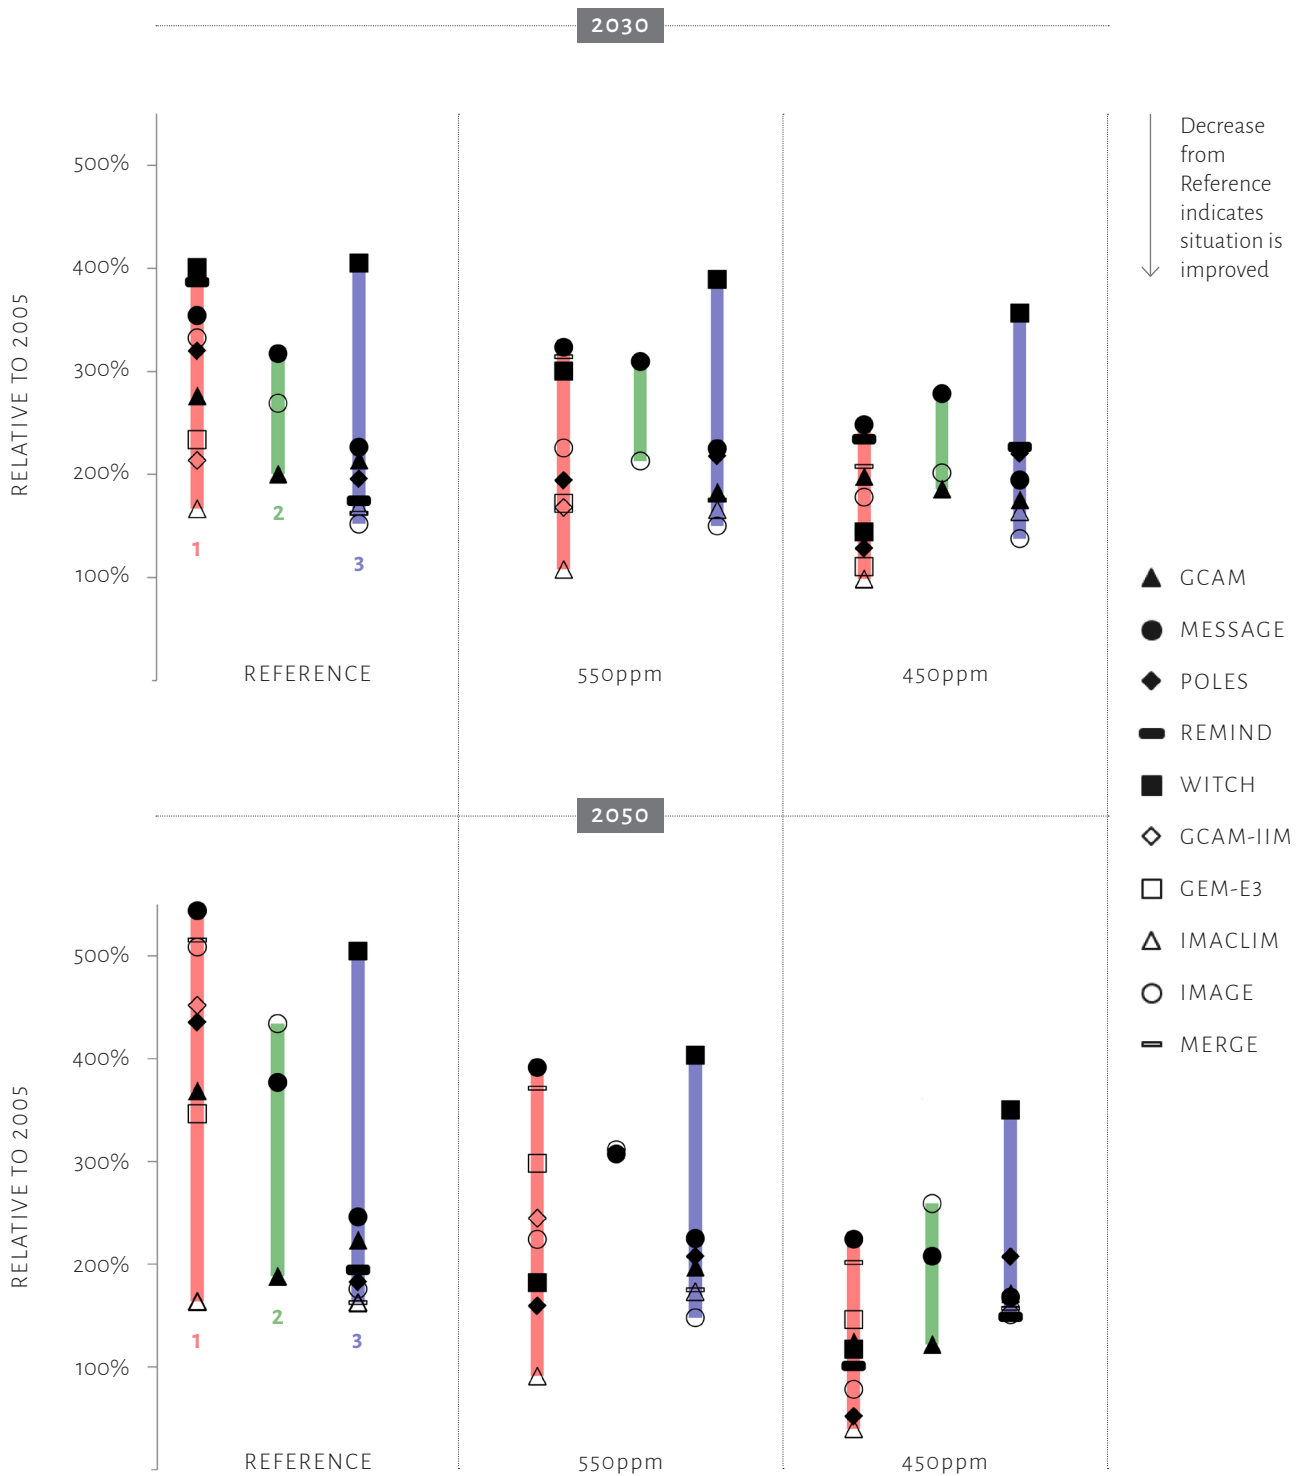 2030
RELATIVE TO 2005
500%
400%
300%
200%
100%
1
2
3
REFERENCE
550ppm
450ppm
Decrease
from
Reference
indicates
situation is
improved
GCAM
MESSAGE
POLES
REMIND
WITCH
GCAM-IIM
GEM-E3
IMACLIM
IMAGE
MERGE
2050
RELATIVE TO 2005
500%
400%
300%
200%
100%
1
2
3
REFERENCE
550ppm
450ppm